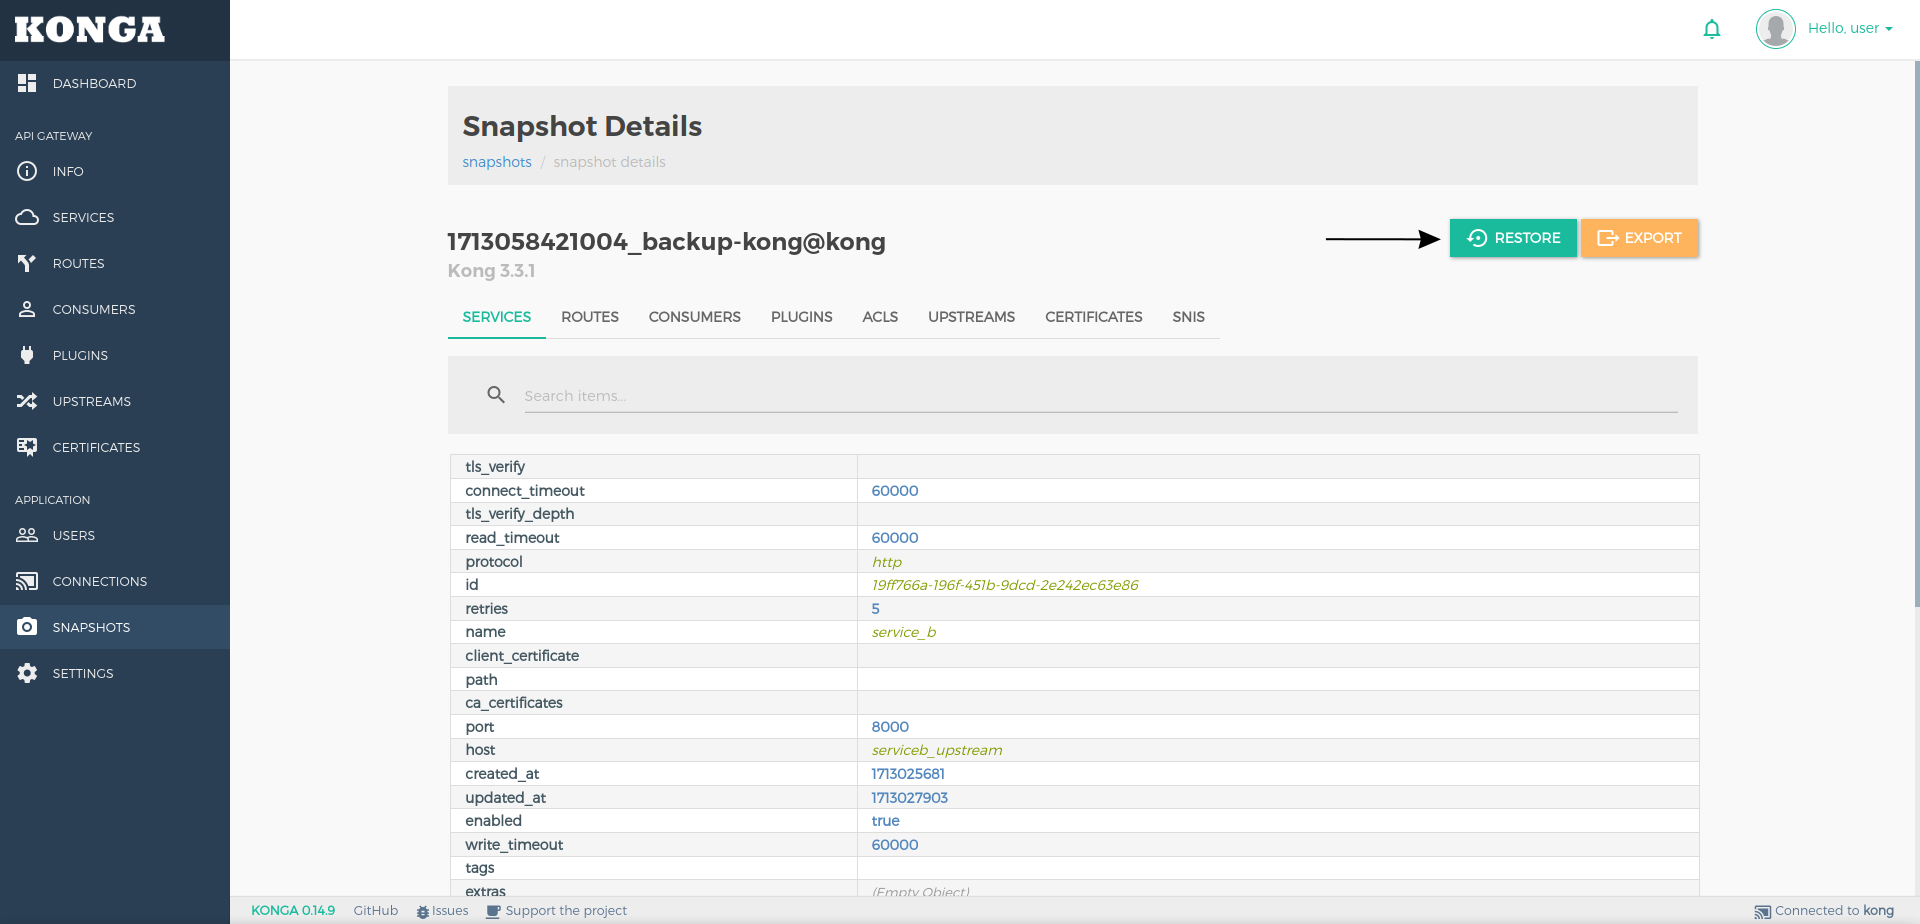 KONGA
Hello, user
DASHBOARD
API GATEWAY
INFO
SERVICES
ROUTES
CONSUMERS
PLUGINS
UPSTREAMS
CERTIFICATES
APPLICATION
USERS
CONNECTIONS
SNAPSHOTS
SETTINGS
Snapshot Details
snapshots / snapshot details
1713058421004_backup-kong@kong
Kong 3.3.1
RESTORE EXPORT
SERVICES ROUTES CONSUMERS PLUGINS ACLS UPSTREAMS CERTIFICATES SNIS
Search items...
tls_verify
connect_timeout 60000
tls_verify_depth
read_timeout 60000
protocol http
id 19ff766a-196f-451b-9dcd-2e242ec63e86
retries 5
name service_b
client_certificate
path
ca_certificates
port 8000
host serviceb_upstream
created_at 1713025681
updated_at 1713027903
enabled true
write_timeout 60000
tags
extras (Empty Object)
KONGA 0.14.9 GitHub Issues Support the project Connected to kong